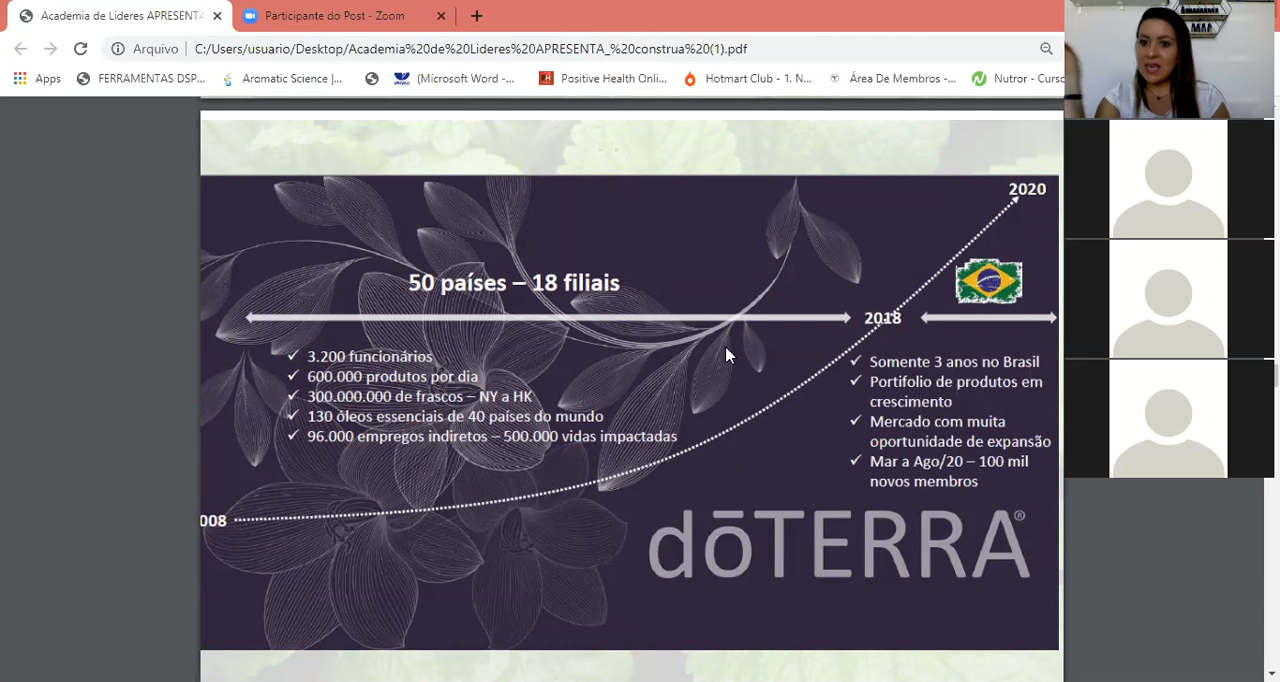 Academia de Lideres APRESENTA
Participante do Post - Zoom
Arquivo
C:/Users/usuario/Desktop/Academia%20de%20Lideres%20APRESENTA_%20construa%20(1).pdf
Apps
FERRAMENTAS DSP...
Aromatic Science |...
(Microsoft Word -...
Positive Health Onli...
Hotmart Club - 1. N...
Área De Membros -...
Nutror - Curso
2020
50 países – 18 filiais
2018
✓ 3.200 funcionários
✓ 600.000 produtos por dia
✓ 300.000.000 de frascos – NY a HK
✓ 130 óleos essenciais de 40 países do mundo
✓ 96.000 empregos indiretos – 500.000 vidas impactadas
✓ Somente 3 anos no Brasil
✓ Portifolio de produtos em
crescimento
✓ Mercado com muita
oportunidade de expansão
✓ Mar a Ago/20 – 100 mil
novos membros
008
dōTERRA®